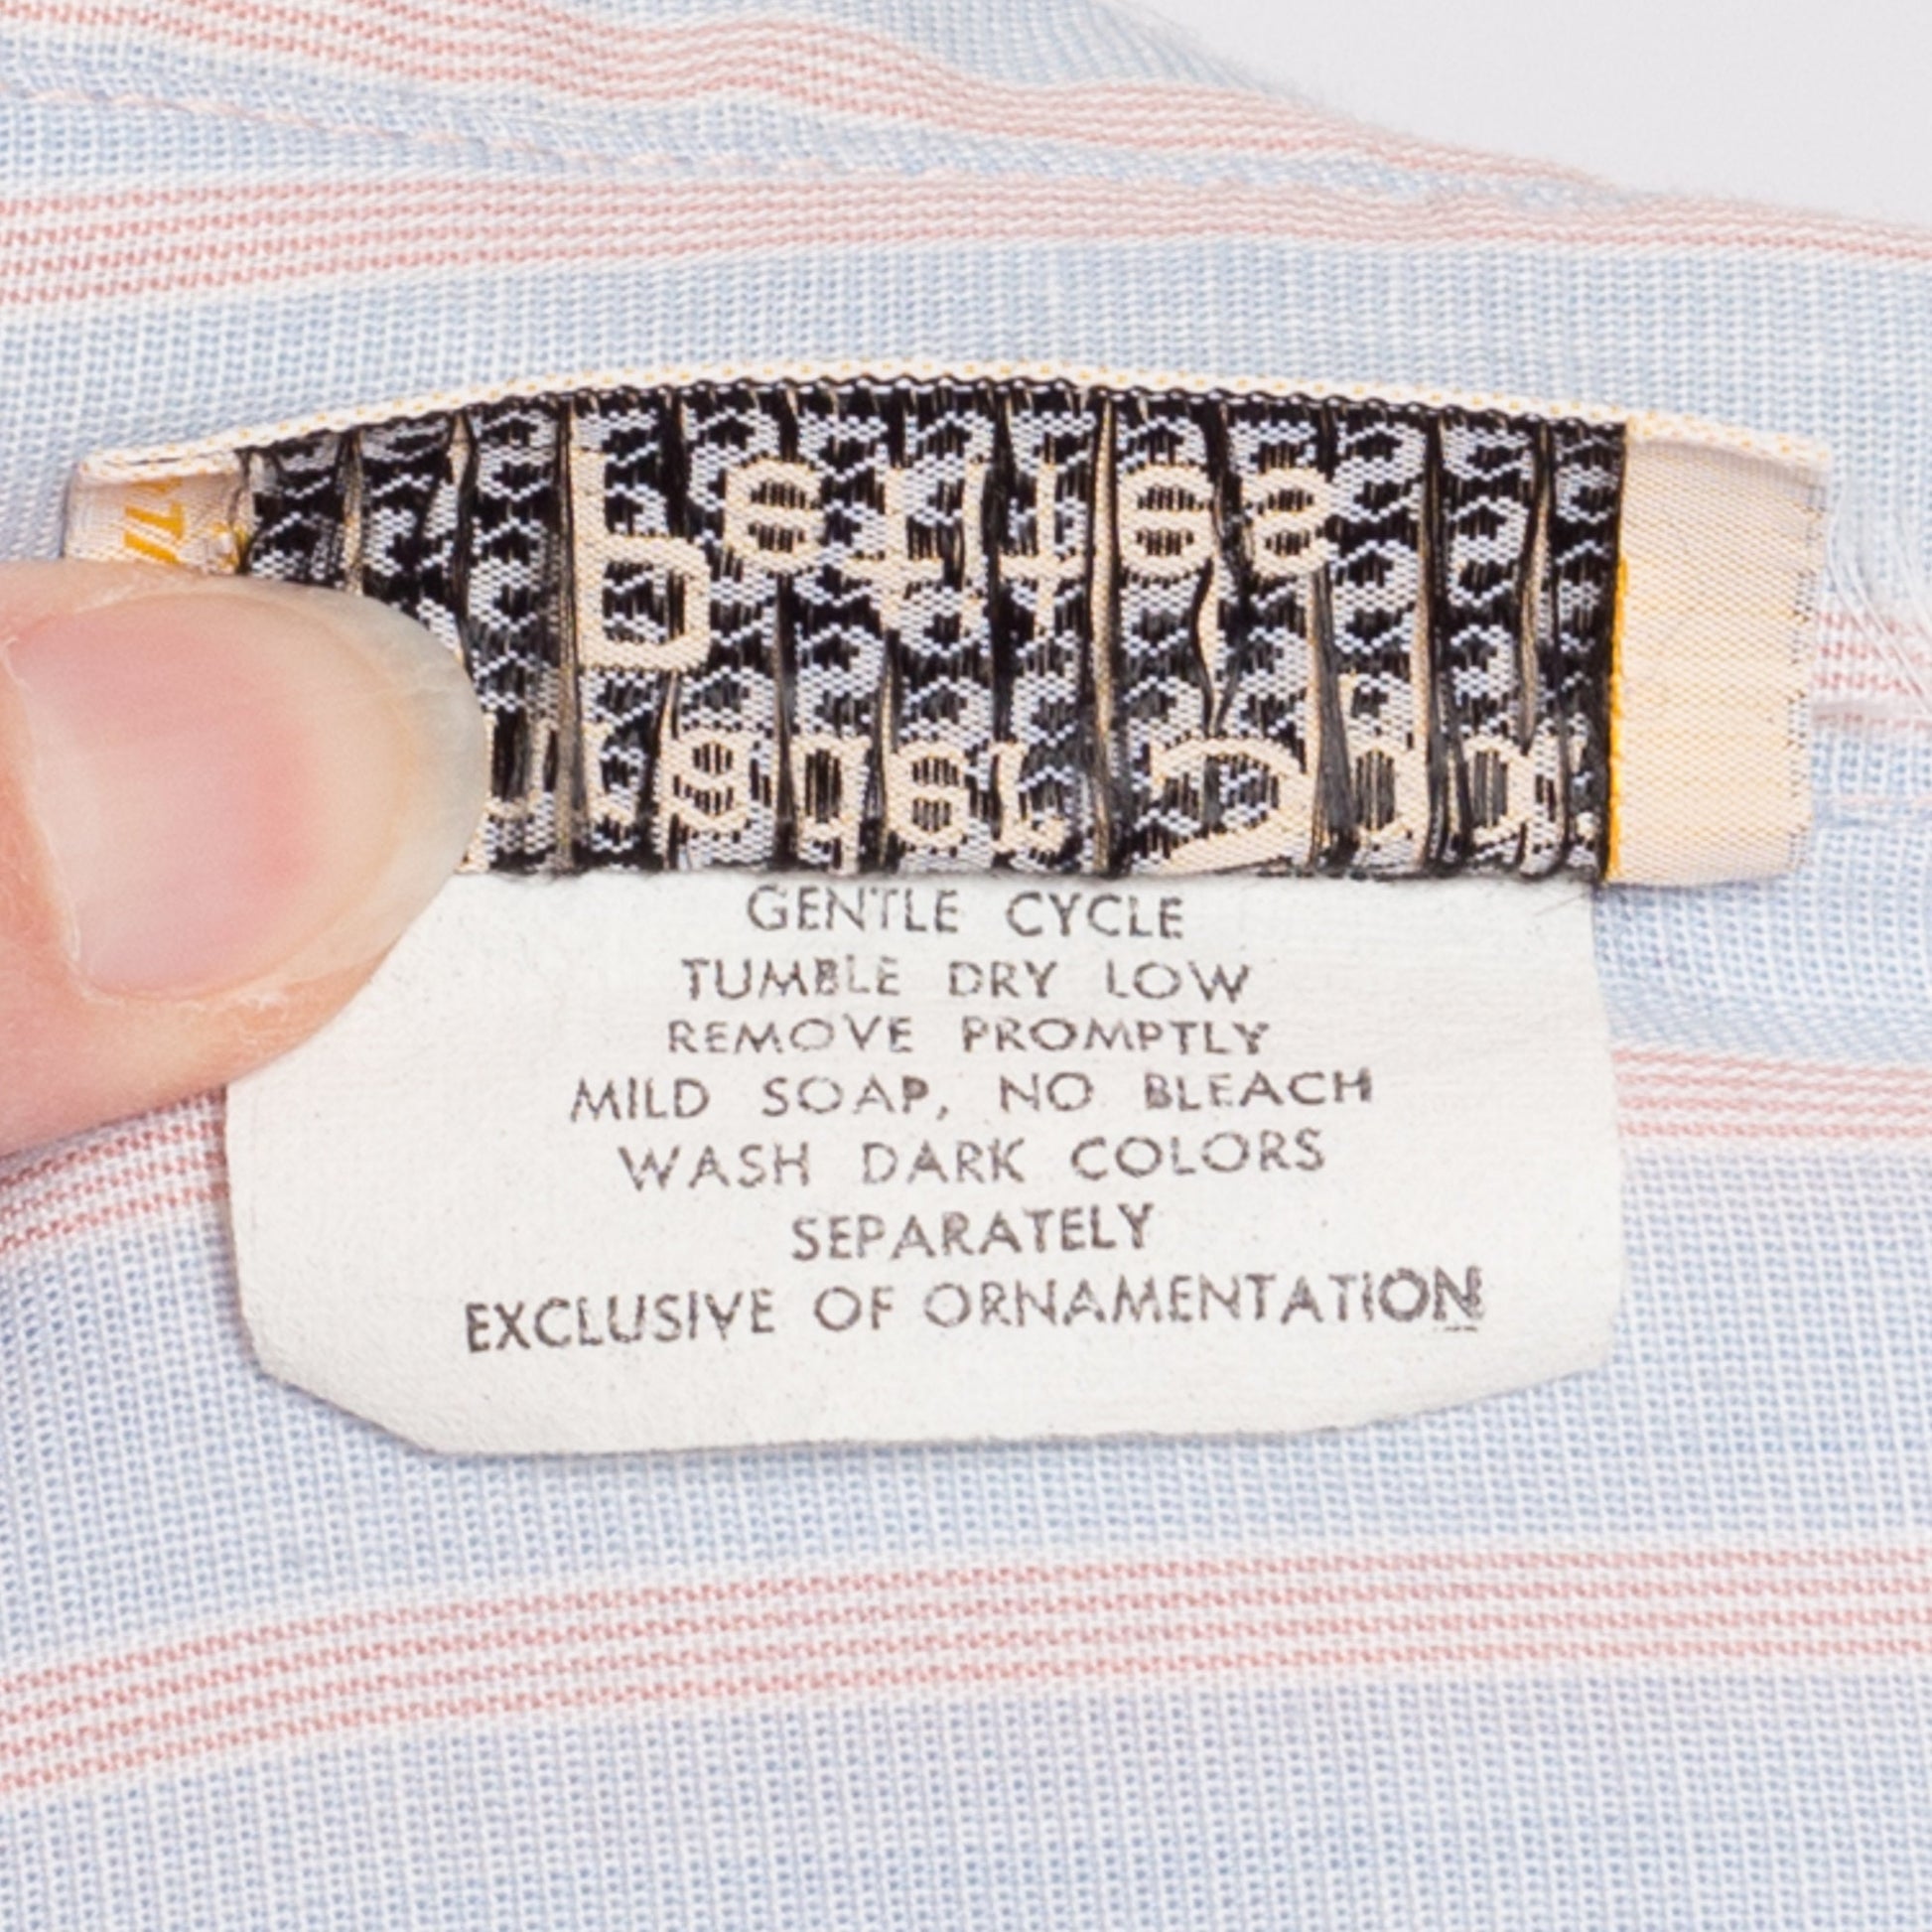 GENTLE CYCLE
TUMBLE DRY LOW
REMOVE PROMPTLY
MILD SOAP, NO BLEACH
WASH DARK COLORS
SEPARATELY
EXCLUSIVE OF ORNAMENTATION